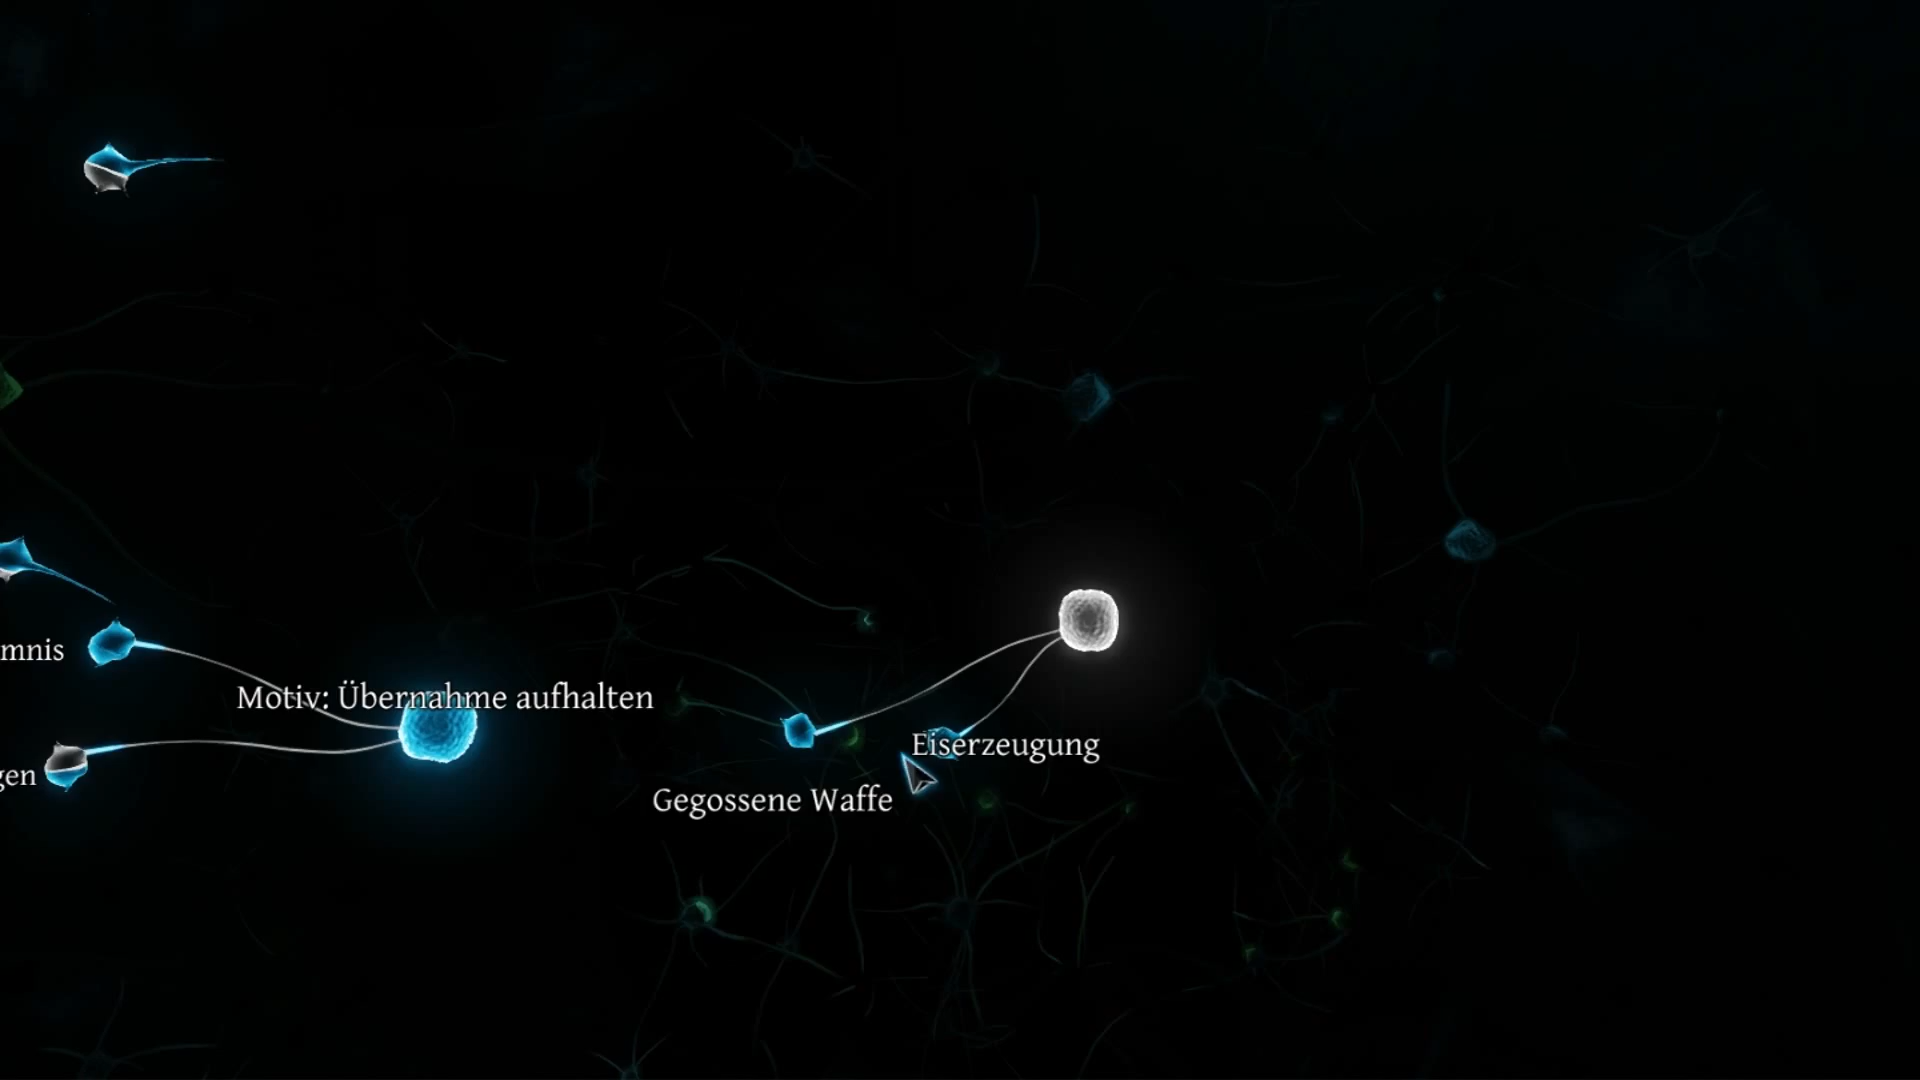 mnis
Motiv: Übernahme aufhalten
gen
Eiserzeugung
Gegossene Waffe